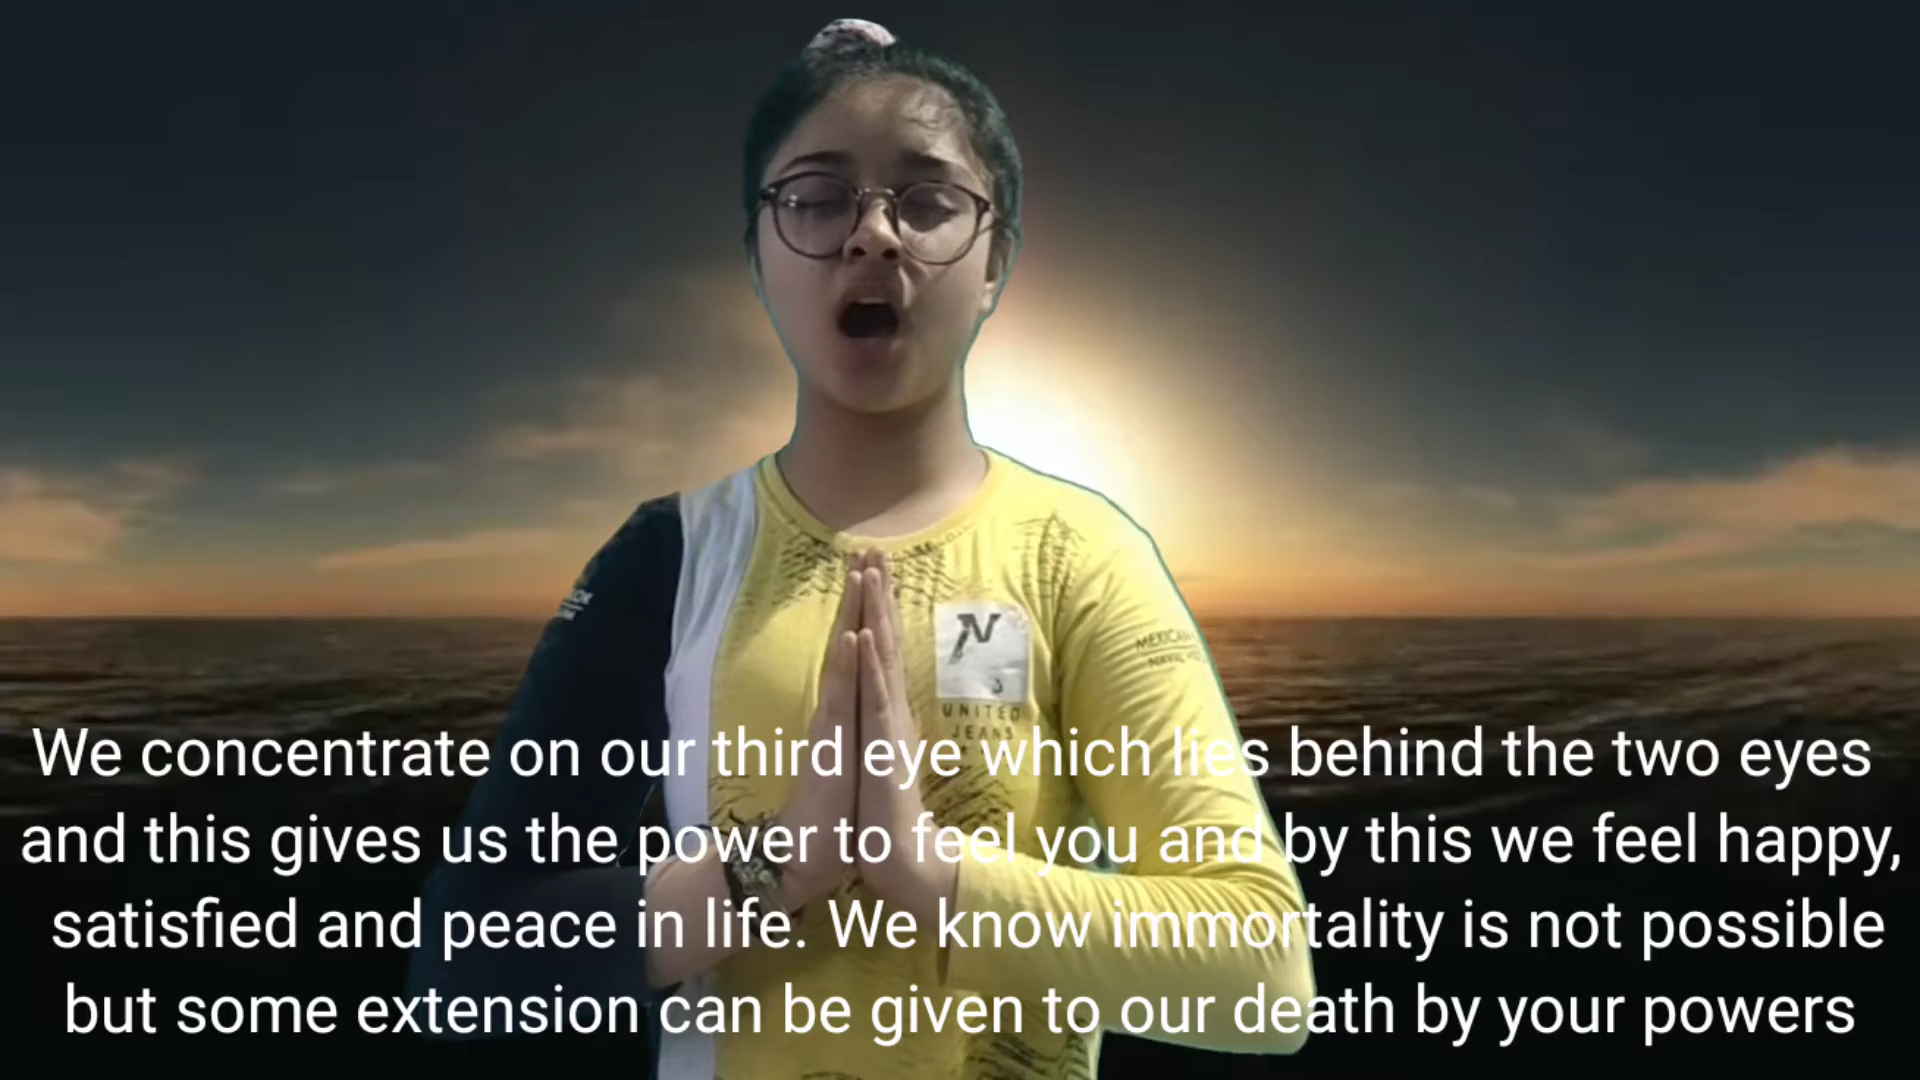 N
UNITED
JEANS
We concentrate on our third eye which lies behind the two eyes
and this gives us the power to feel you and by this we feel happy,
satisfied and peace in life. We know immortality is not possible
but some extension can be given to our death by your powers